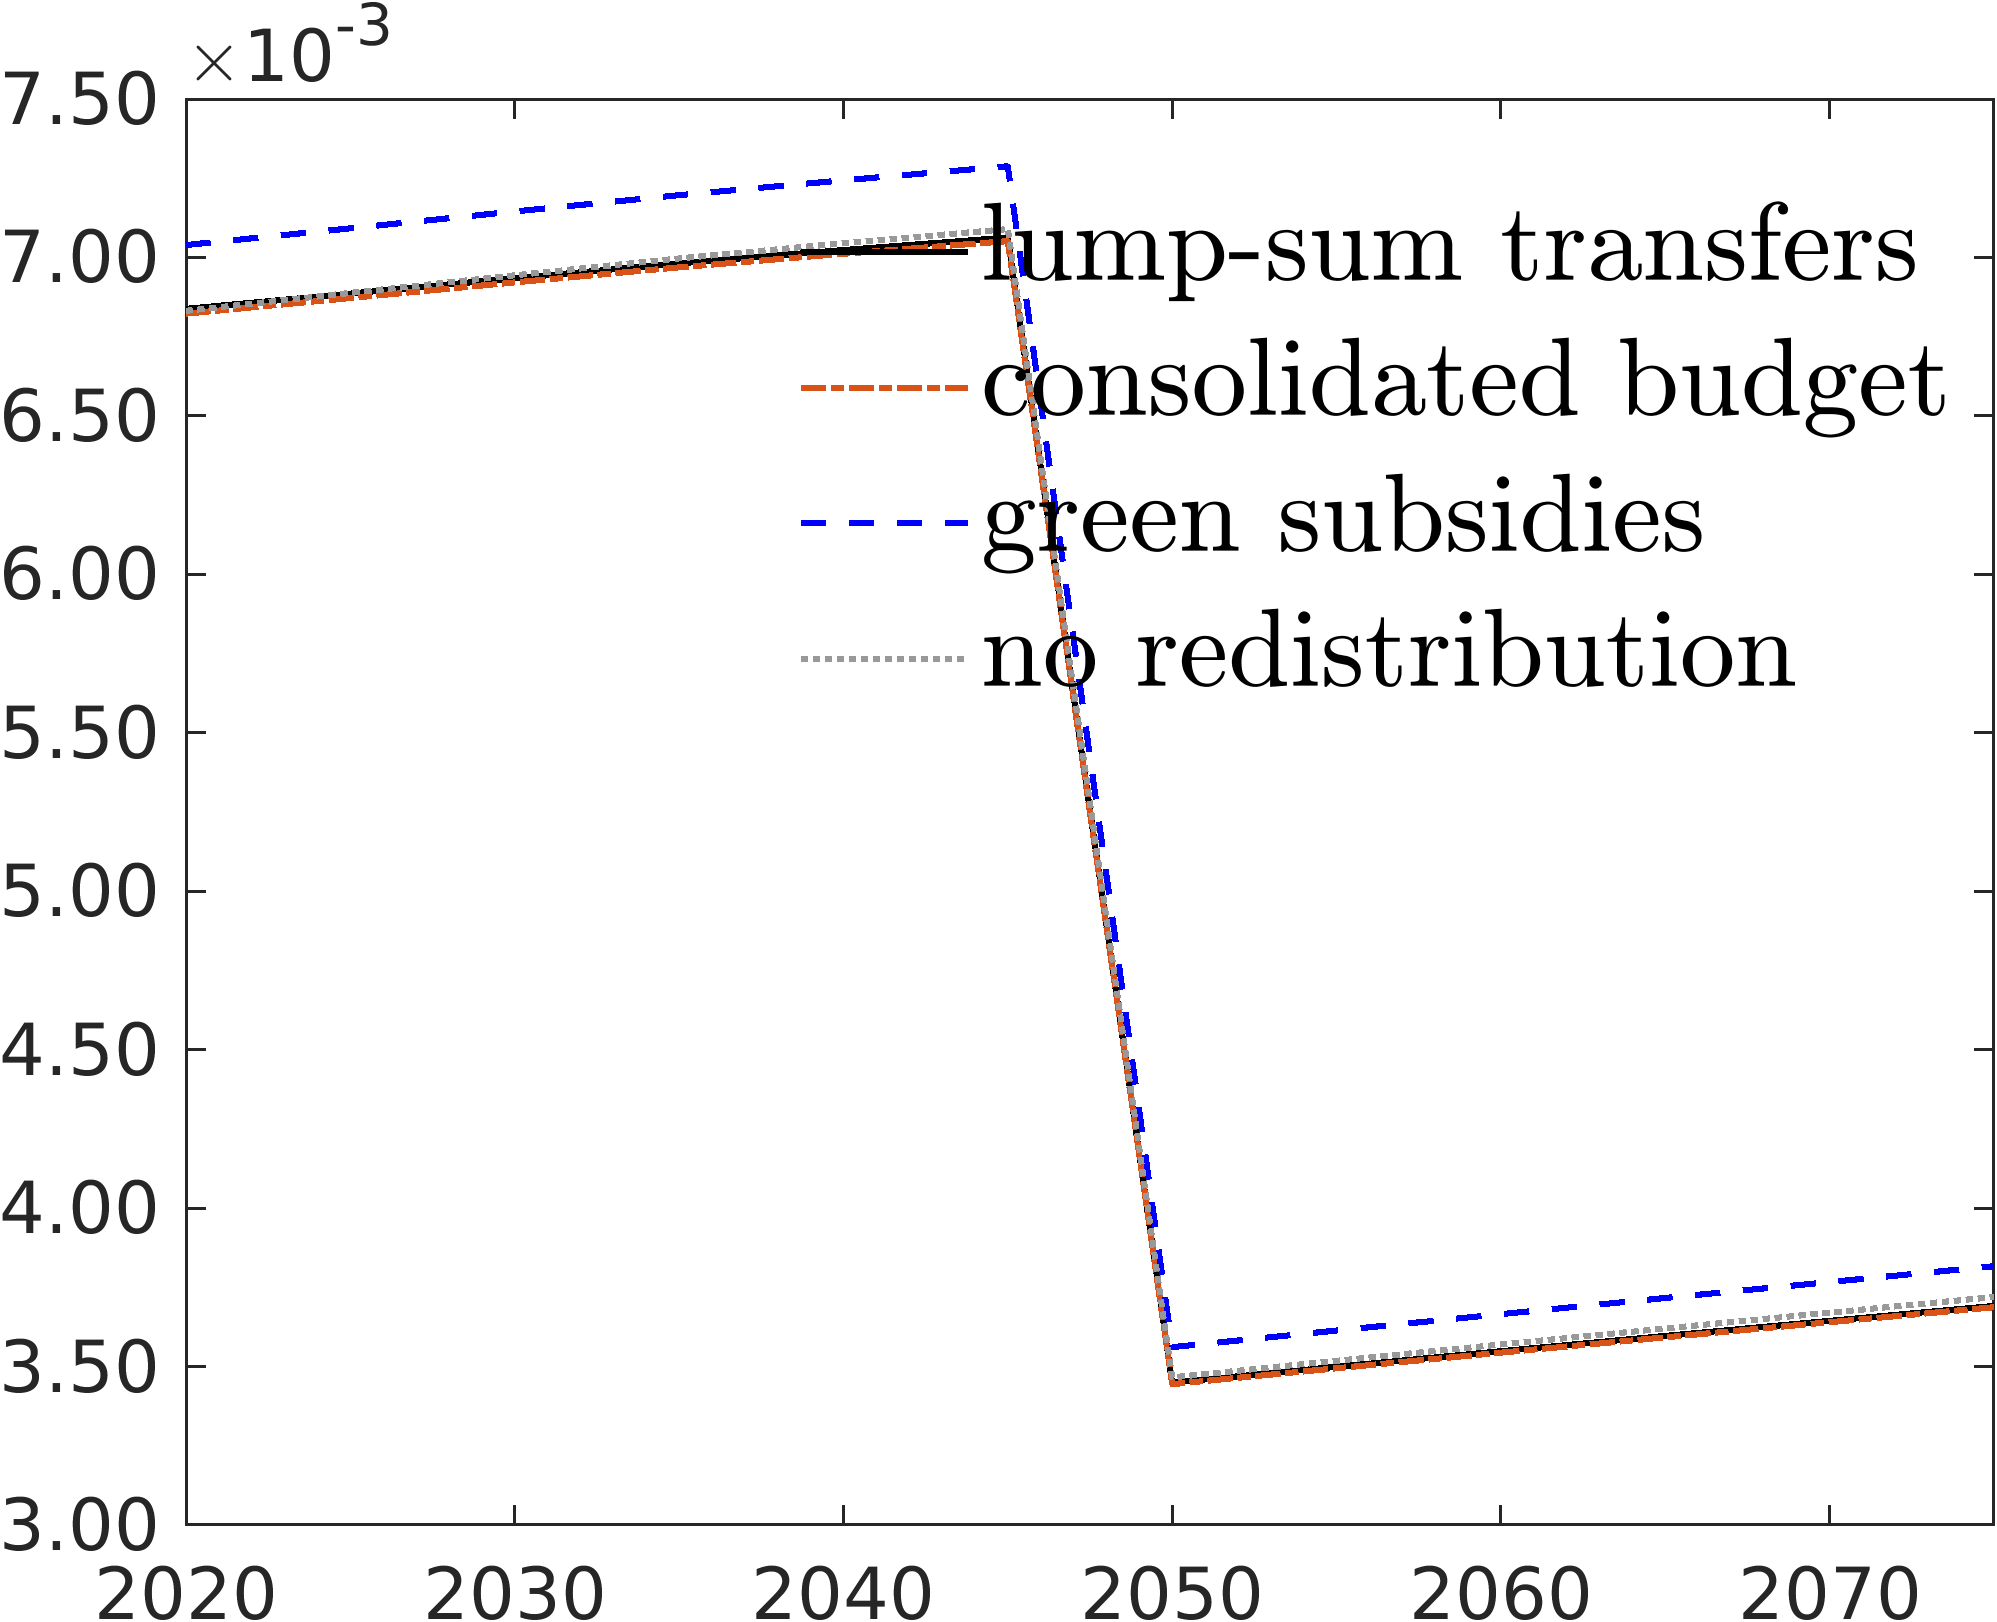 ×10-3
7.50
7.00
6.50
6.00
5.50
5.00
4.50
4.00
3.50
3.00
lump-sum transfers
consolidated budget
green subsidies
no redistribution
2020 2030 2040 2050 2060 2070